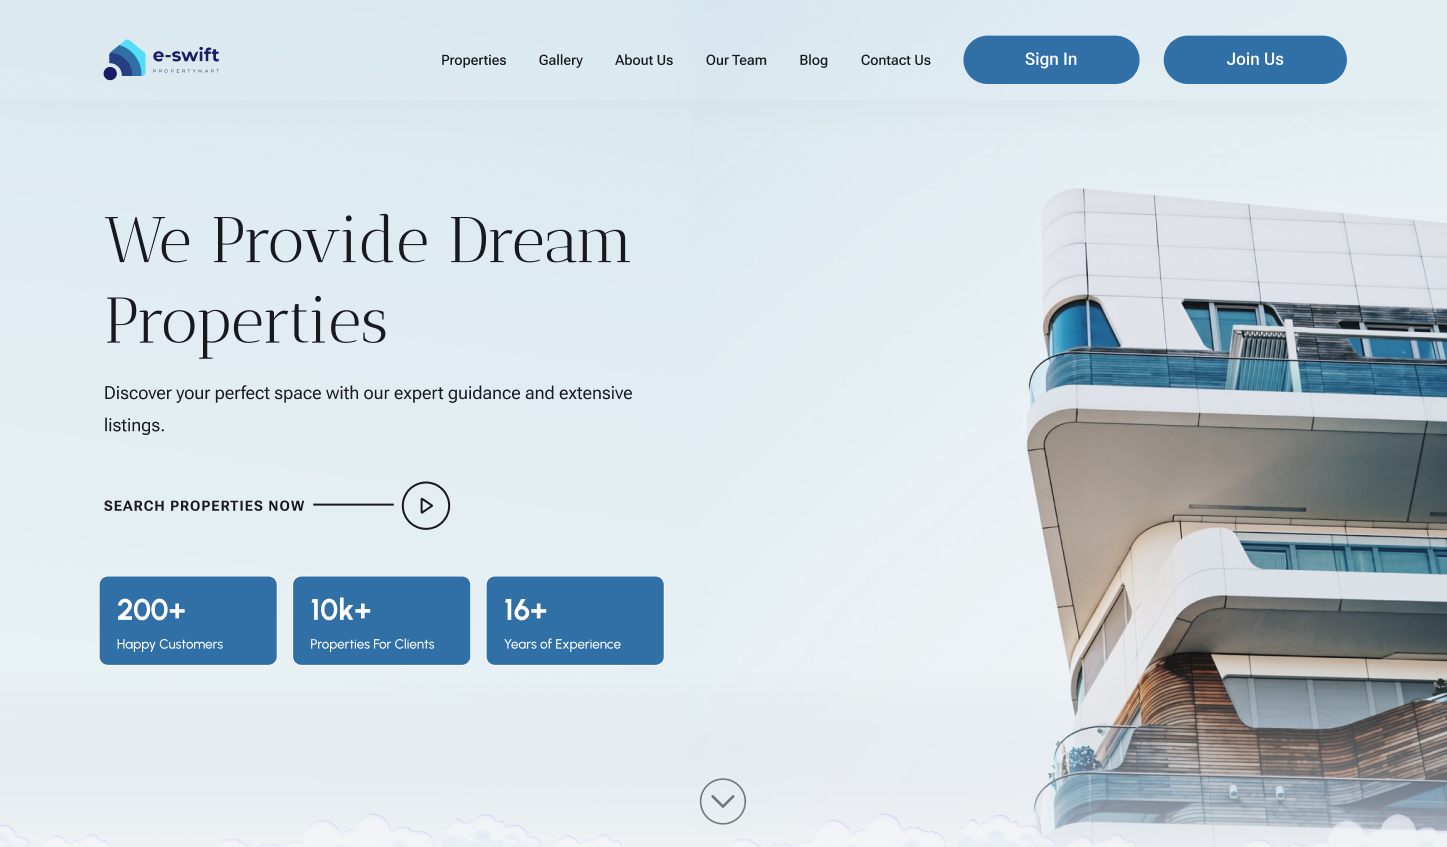 e-swift
PROPERTYMART
Properties
Gallery
About Us
Our Team
Blog
Contact Us
Sign In
Join Us
We Provide Dream
Properties
Discover your perfect space with our expert guidance and extensive
listings.
SEARCH PROPERTIES NOW
200+
Happy Customers
10k+
Properties For Clients
16+
Years of Experience